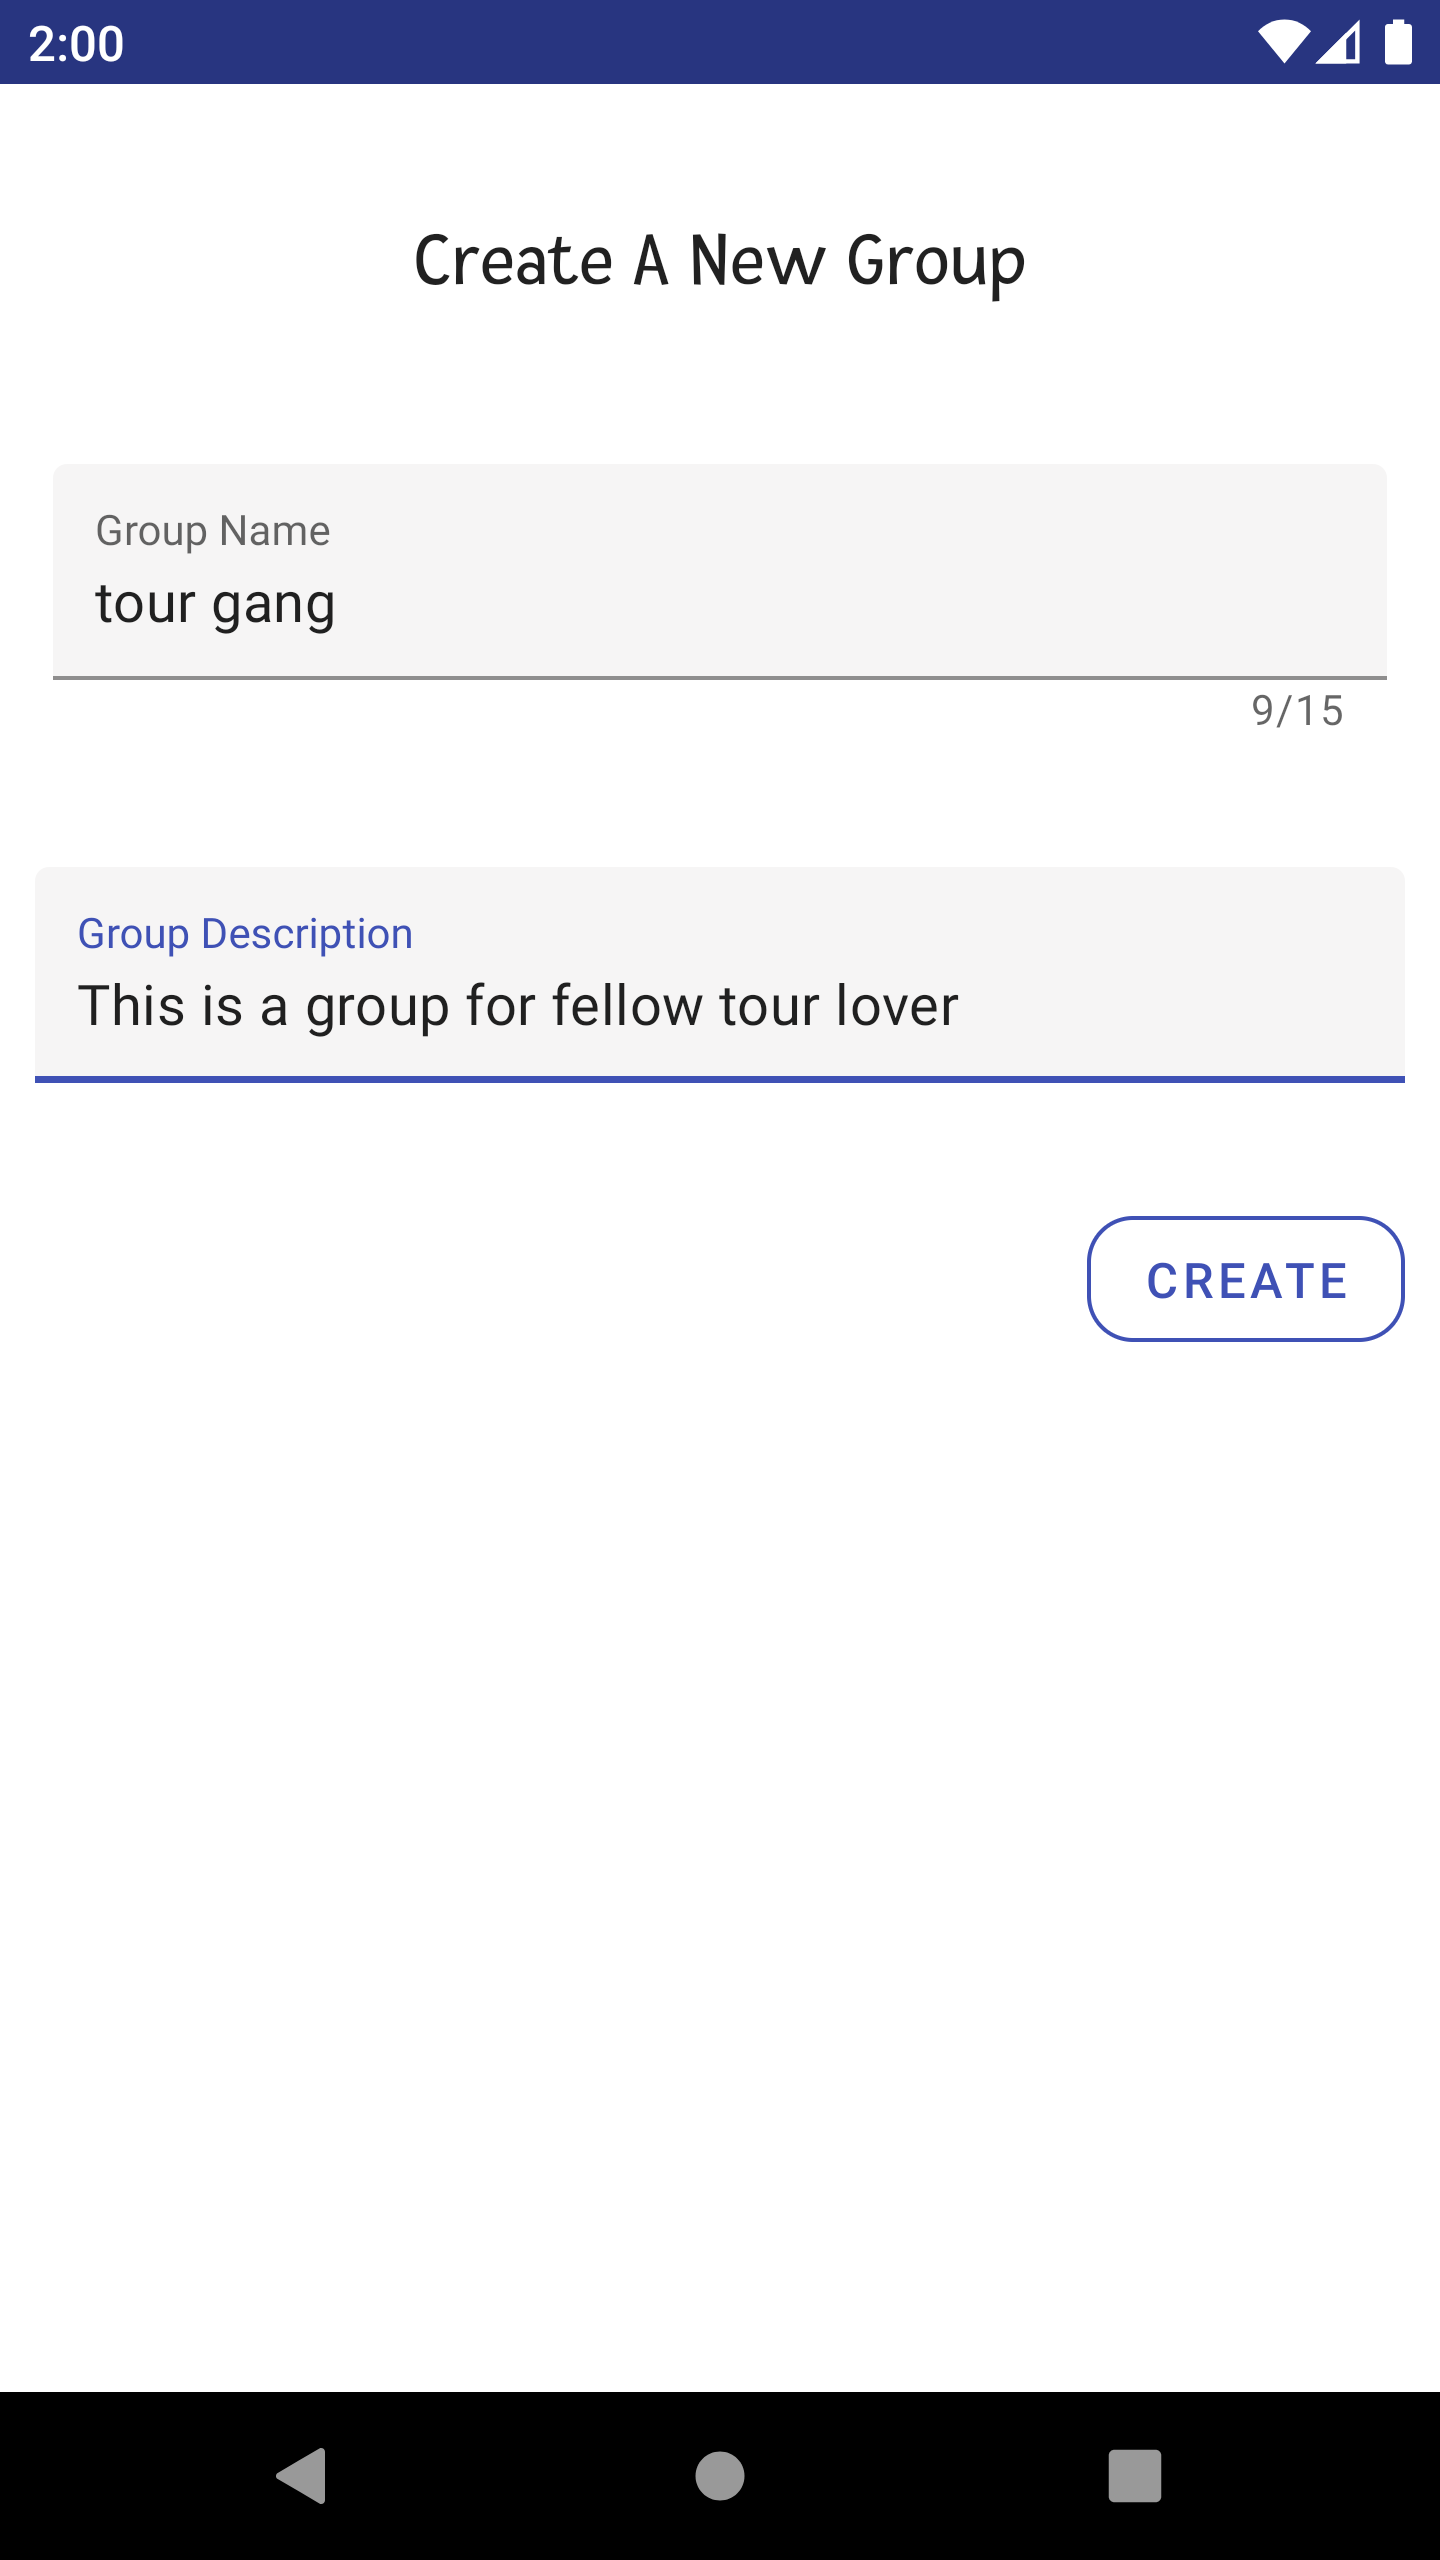 2:00
Create A New Group
Group Name
tour gang
9/15
Group Description
This is a group for fellow tour lover
CREATE